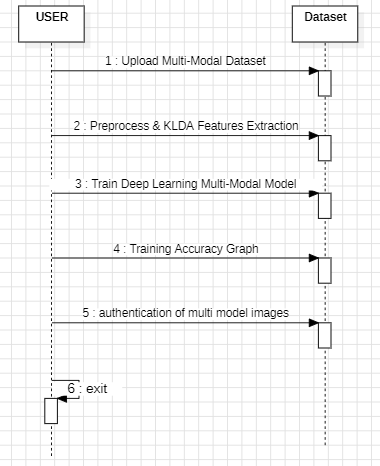 USER
Dataset
1 : Upload Multi-Modal Dataset
2 : Preprocess & KLDA Features Extraction
3 : Train Deep Learning Multi-Modal Model
4 : Training Accuracy Graph
5 : authentication of multi model images
6 : exit